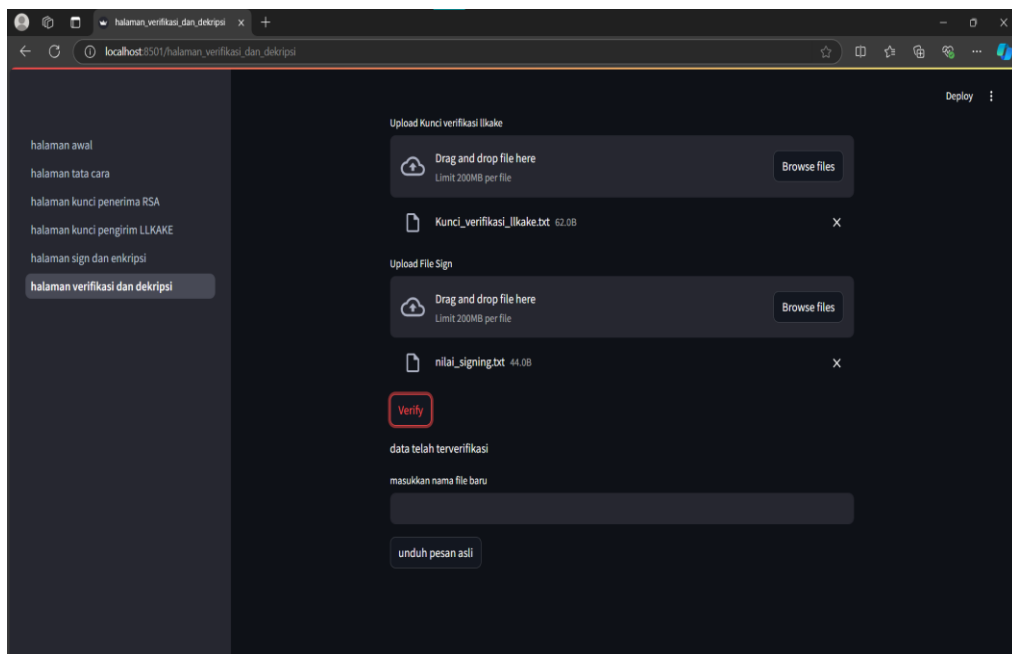 halaman_verifikasi_dan_dekripsi
localhost:8501/halaman_verifikasi_dan_dekripsi
Deploy
halaman awal
halaman tata cara
halaman kunci penerima RSA
halaman kunci pengirim LLKAKE
halaman sign dan enkripsi
halaman verifikasi dan dekripsi
Upload Kunci verifikasi llkake
Drag and drop file here
Limit 200MB per file
Browse files
Kunci_verifikasi_llkake.txt 62.0B
Upload File Sign
Drag and drop file here
Limit 200MB per file
Browse files
nilai_signing.txt 44.0B
Verify
data telah terverifikasi
masukkan nama file baru
unduh pesan asli